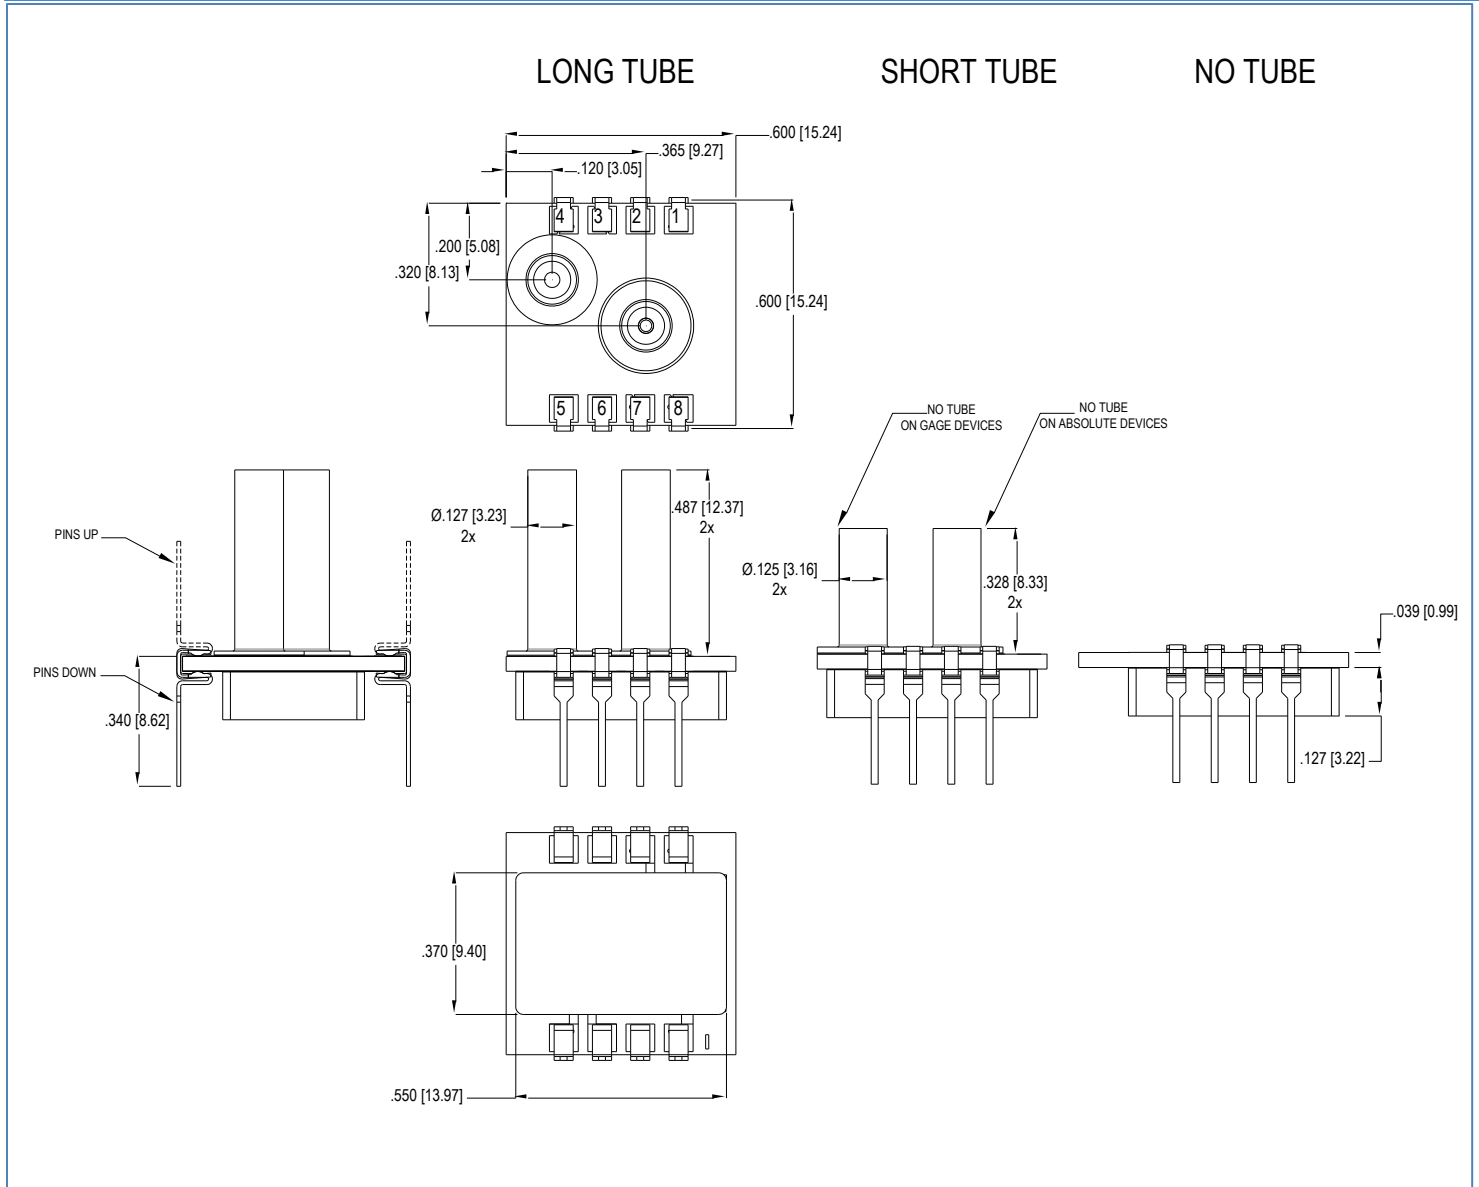 LONG TUBE
SHORT TUBE
NO TUBE
.600 [15.24]
.365 [9.27]
.120 [3.05]
4 3 2 1
.200 [5.08]
.320 [8.13]
.600 [15.24]
5 6 7 8
NO TUBE
ON GAGE DEVICES
NO TUBE
ON ABSOLUTE DEVICES
PINS UP
PINS DOWN
.340 [8.62]
Ø.127 [3.23]
2x
.487 [12.37]
2x
Ø.125 [3.16]
2x
.328 [8.33]
2x
.039 [0.99]
.127 [3.22]
.370 [9.40]
.550 [13.97]